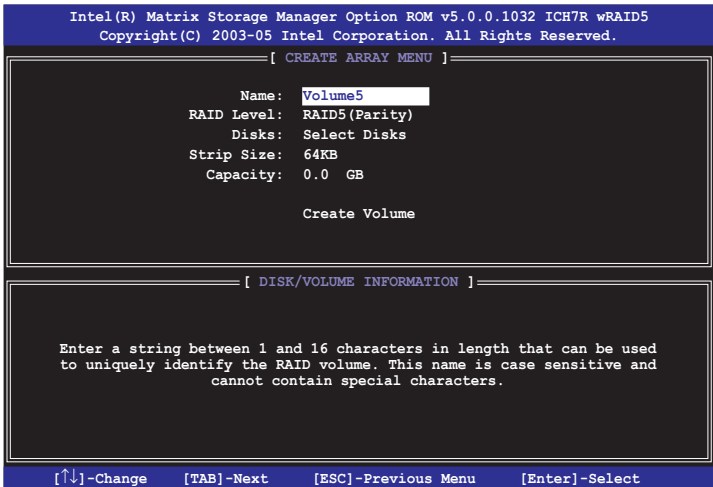 Intel(R) Matrix Storage Manager Option ROM v5.0.0.1032 ICH7R wRAID5
Copyright(C) 2003-05 Intel Corporation. All Rights Reserved.
[ CREATE ARRAY MENU ]
Name: Volume5
RAID Level: RAID5(Parity)
Disks: Select Disks
Strip Size: 64KB
Capacity: 0.0 GB
Create Volume
[ DISK/VOLUME INFORMATION ]
Enter a string between 1 and 16 characters in length that can be used
to uniquely identify the RAID volume. This name is case sensitive and
cannot contain special characters.
[↑↓]-Change [TAB]-Next [ESC]-Previous Menu [Enter]-Select